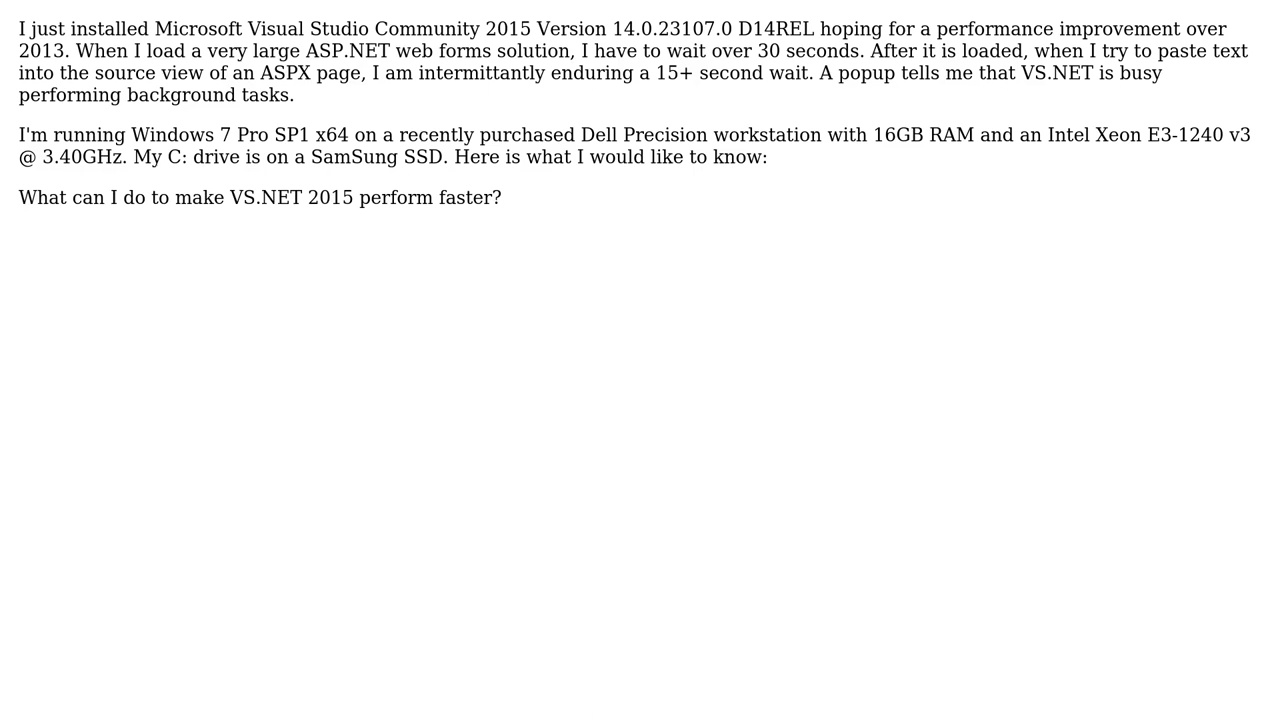 I just installed Microsoft Visual Studio Community 2015 Version 14.0.23107.0 D14REL hoping for a performance improvement over
2013. When I load a very large ASP.NET web forms solution, I have to wait over 30 seconds. After it is loaded, when I try to paste text
into the source view of an ASPX page, I am intermittantly enduring a 15+ second wait. A popup tells me that VS.NET is busy
performing background tasks.
I'm running Windows 7 Pro SP1 x64 on a recently purchased Dell Precision workstation with 16GB RAM and an Intel Xeon E3-1240 v3
@ 3.40GHz. My C: drive is on a SamSung SSD. Here is what I would like to know:
What can I do to make VS.NET 2015 perform faster?